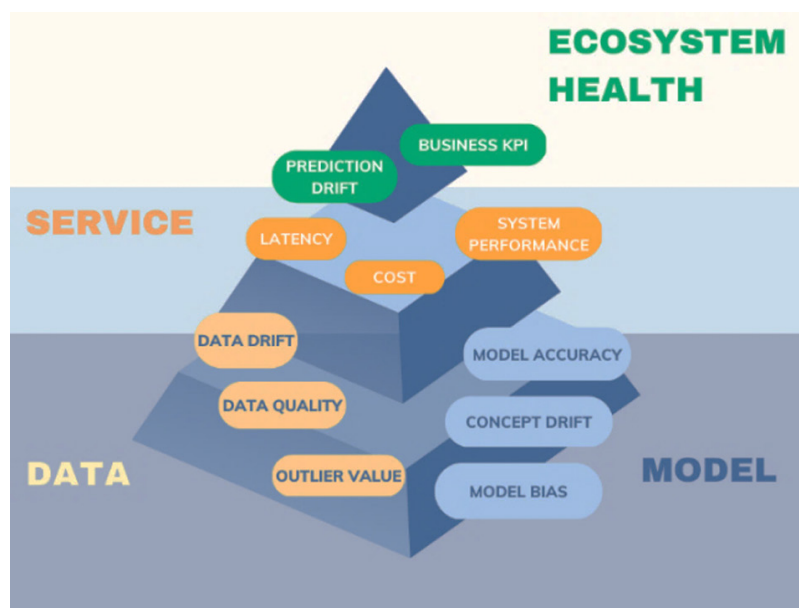 ECOSYSTEM
HEALTH
BUSINESS KPI
PREDICTION
DRIFT
SERVICE
LATENCY
SYSTEM
PERFORMANCE
COST
DATA DRIFT
MODEL ACCURACY
DATA QUALITY
CONCEPT DRIFT
DATA
OUTLIER VALUE
MODEL BIAS
MODEL